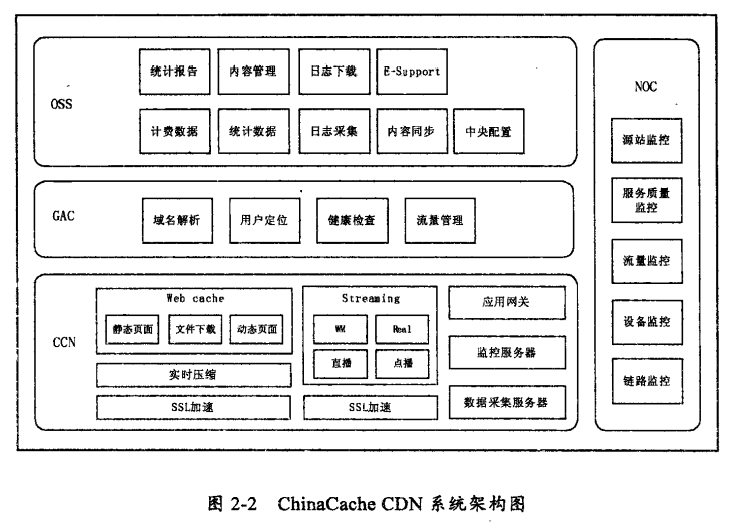 统计报告 内容管理 日志下载 E-Support
OSS
计费数据 统计数据 日志采集 内容同步 中央配置
GAC
域名解析 用户定位 健康检查 流量管理
CCN
Web cache
静态页面 文件下载 动态页面
实时压缩
SSL加速
Streaming
WM Real
直播 点播
SSL加速
应用网关
监控服务器
数据采集服务器
NOC
源站监控
服务质量
监控
流量监控
设备监控
链路监控
图 2-2 ChinaCache CDN 系统架构图